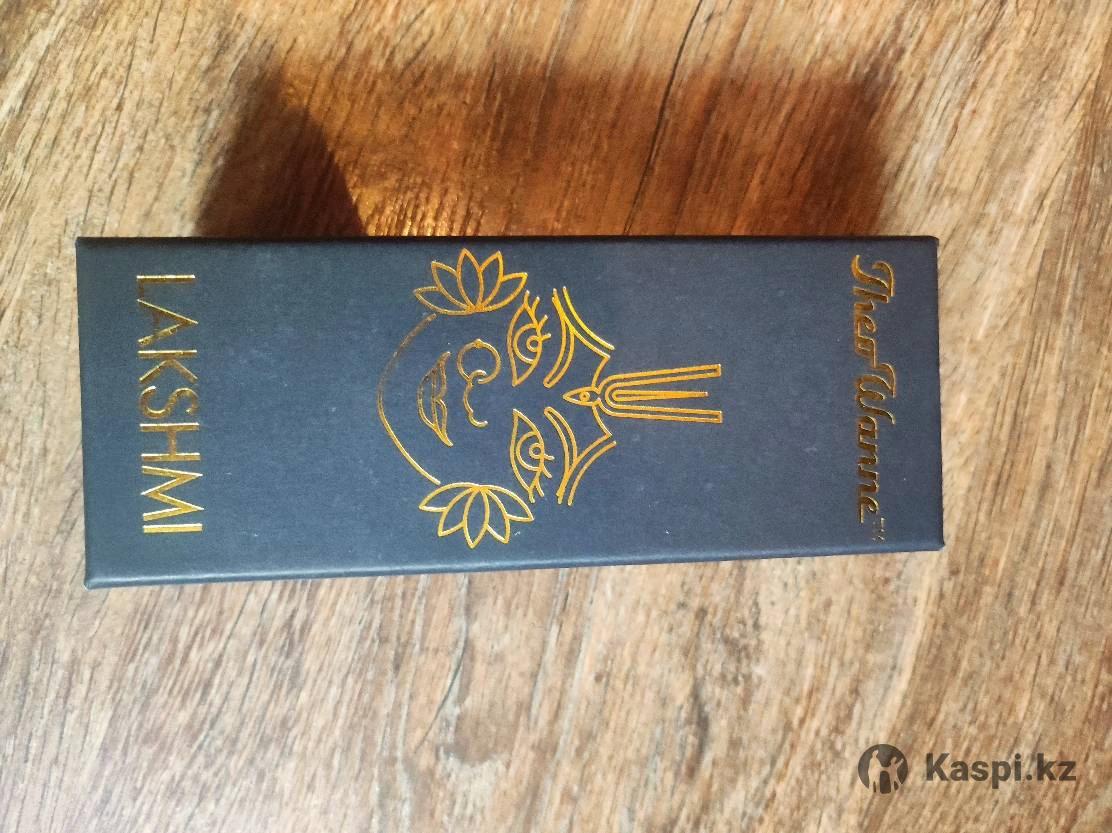 Theo Wanne™
LAKSHMI
Kaspi.kz